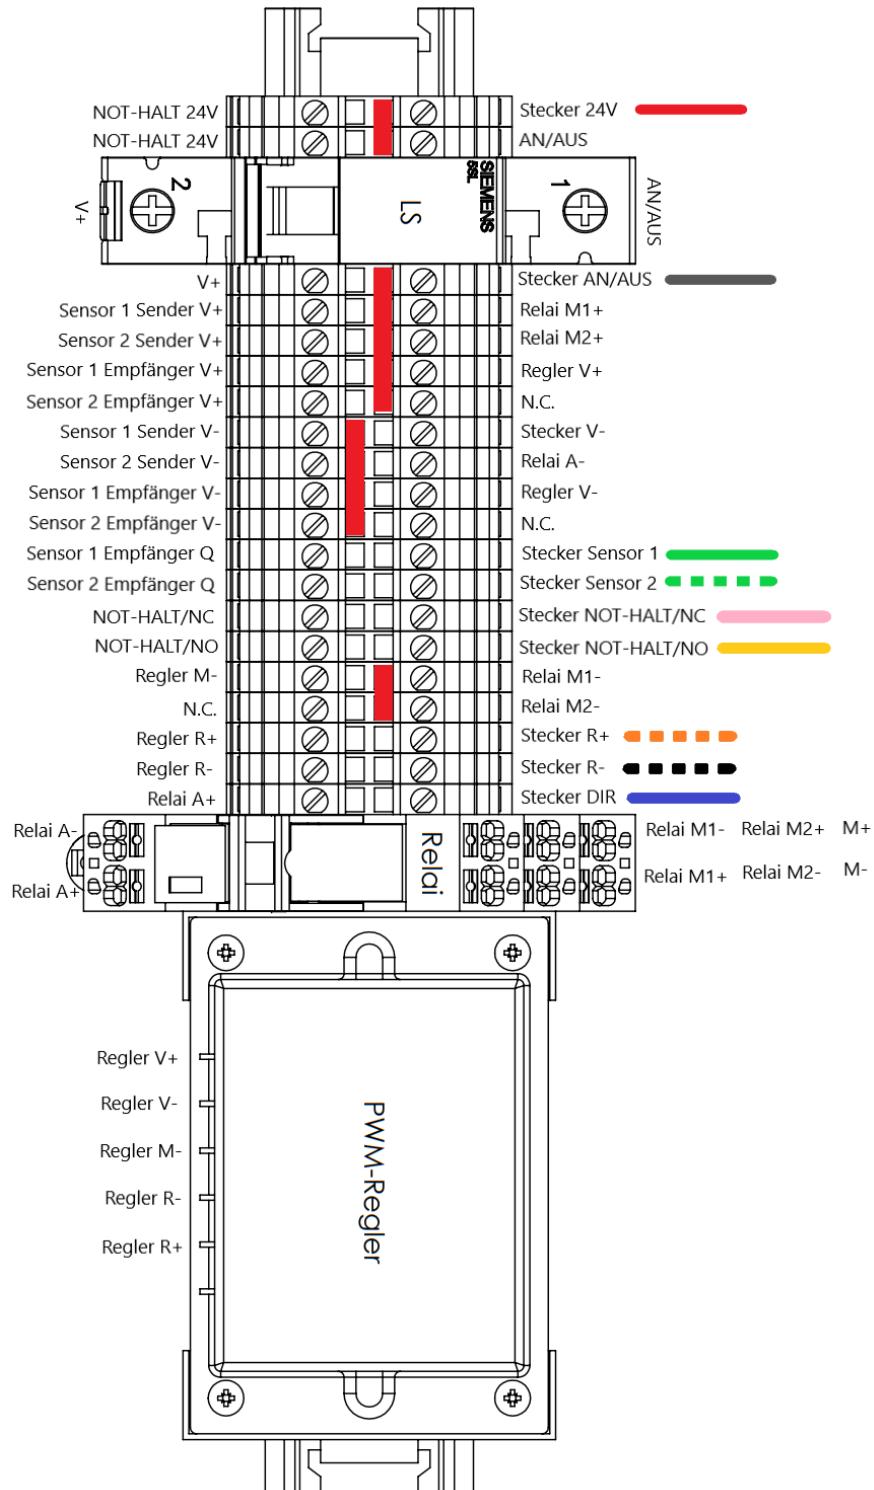 NOT-HALT 24V
Stecker 24V
NOT-HALT 24V
AN/AUS
V+
2
LS
SIEMENS
5SL
1
AN/AUS
V+
Stecker AN/AUS
Sensor 1 Sender V+
Relai M1+
Sensor 2 Sender V+
Relai M2+
Sensor 1 Empfänger V+
Regler V+
Sensor 2 Empfänger V+
N.C.
Sensor 1 Sender V-
Stecker V-
Sensor 2 Sender V-
Relai A-
Sensor 1 Empfänger V-
Regler V-
Sensor 2 Empfänger V-
N.C.
Sensor 1 Empfänger Q
Stecker Sensor 1
Sensor 2 Empfänger Q
Stecker Sensor 2
NOT-HALT/NC
Stecker NOT-HALT/NC
NOT-HALT/NO
Stecker NOT-HALT/NO
Regler M-
Relai M1-
N.C.
Relai M2-
Regler R+
Stecker R+
Regler R-
Stecker R-
Relai A+
Stecker DIR
Relai A-
Relai
Relai M1- Relai M2+ M+
Relai A+
Relai M1+ Relai M2- M-
Regler V+
Regler V-
Regler M-
Regler R-
Regler R+
PWM-Regler